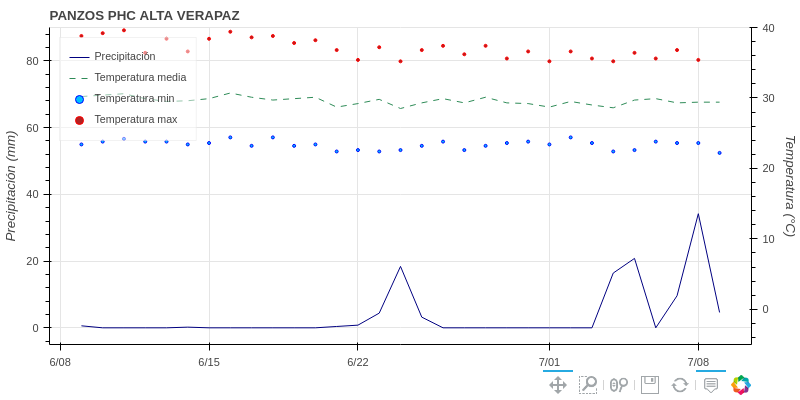 PANZOS PHC ALTA VERAPAZ
Precipitación
Temperatura media
Temperatura min
Temperatura max
Precipitación (mm)
80
60
40
20
0
Temperatura (°C)
40
30
20
10
0
6/08
6/15
6/22
7/01
7/08